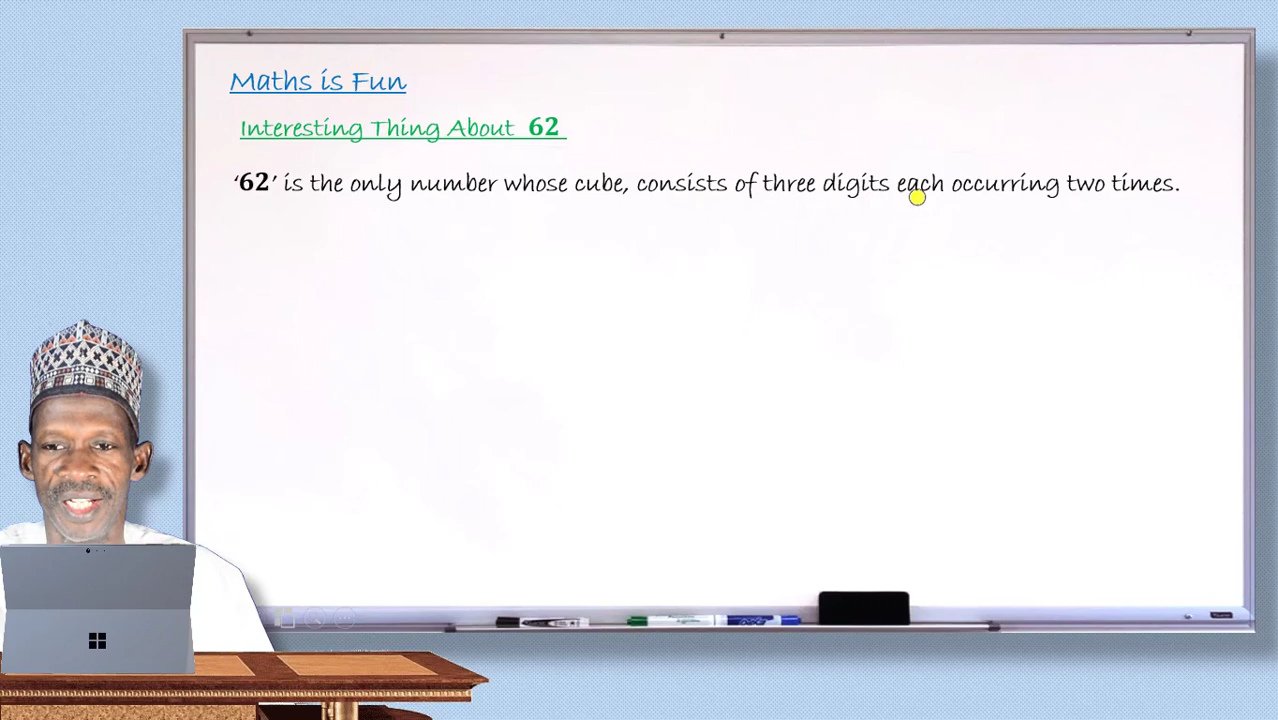 Maths is Fun
Interesting Thing About 62
‘62’ is the only number whose cube, consists of three digits each occurring two times.